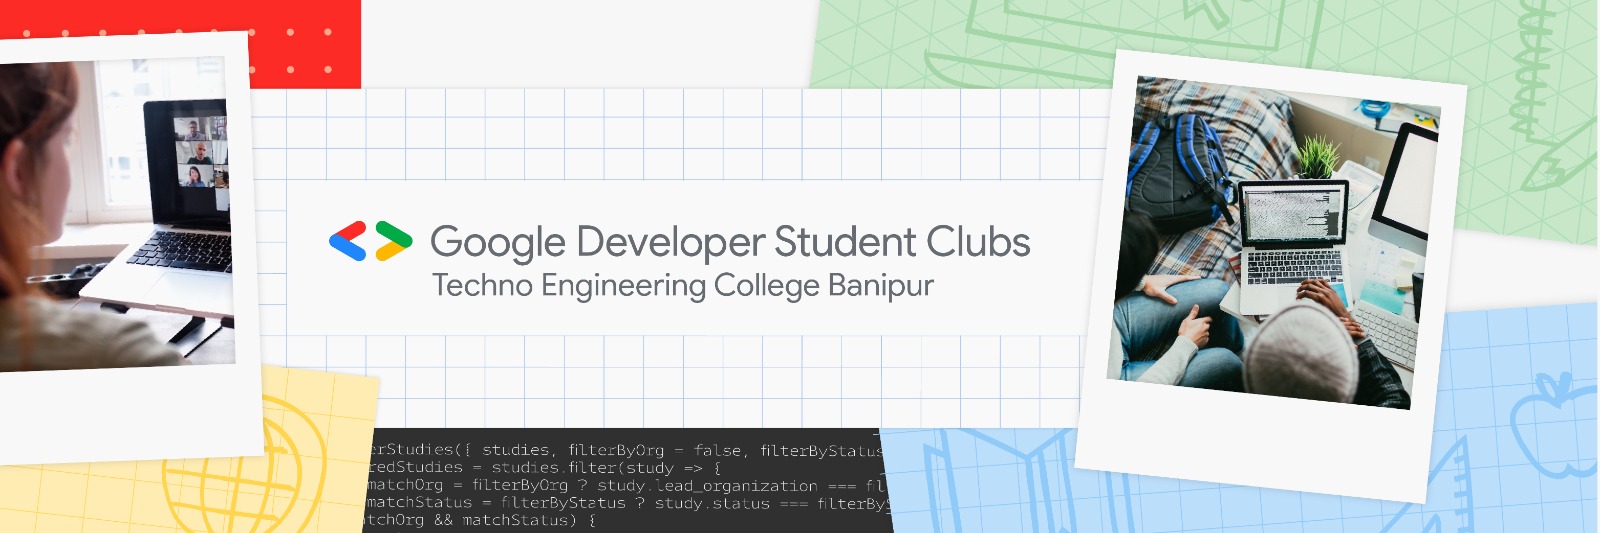 Google Developer Student Clubs
Techno Engineering College Banipur
erStudies({ studies, filterByOrg = false, filterByStatus
redStudies = studies.filter(study => {
matchOrg = filterByOrg ? study.lead_organization === fil
matchStatus = filterByStatus ? study.status === filterBy
tchOrg && matchStatus) {